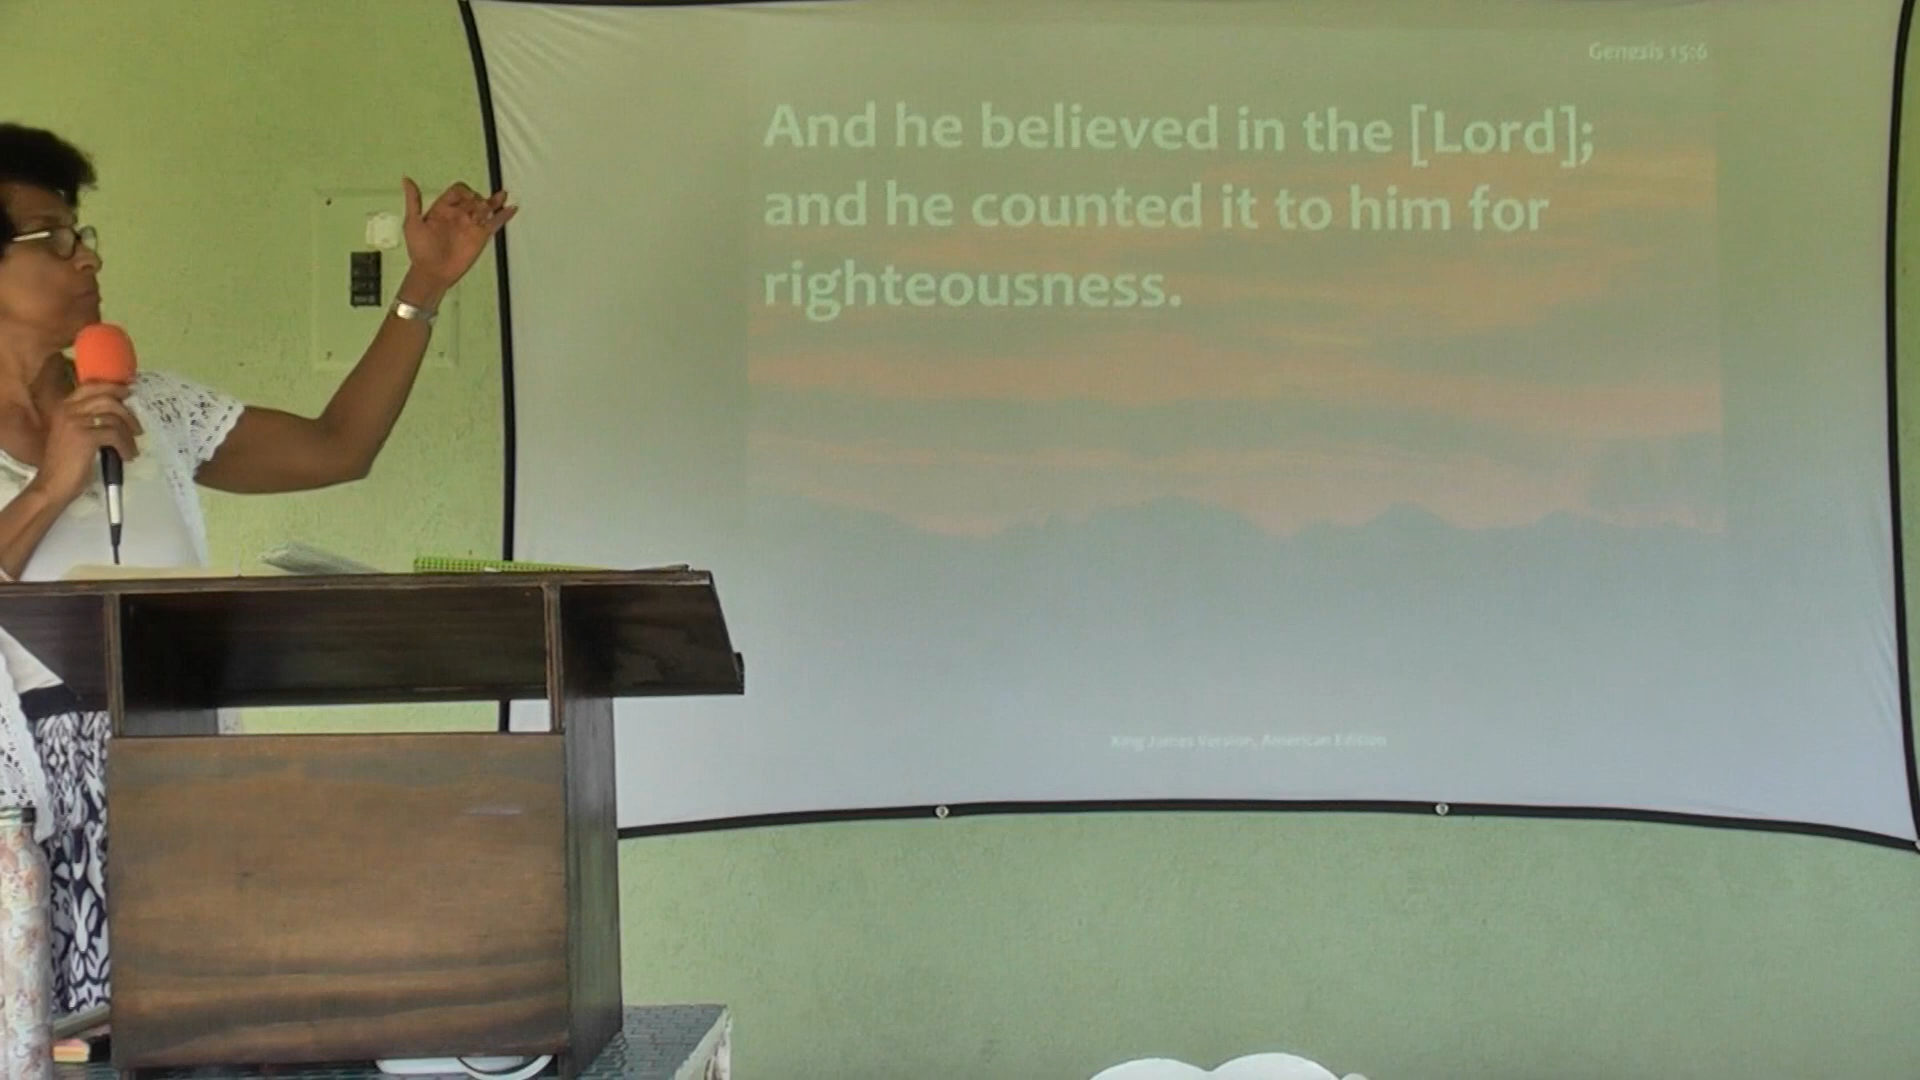 Genesis 15:6
And he believed in the [Lord];
and he counted it to him for
righteousness.
King James Version, American Edition